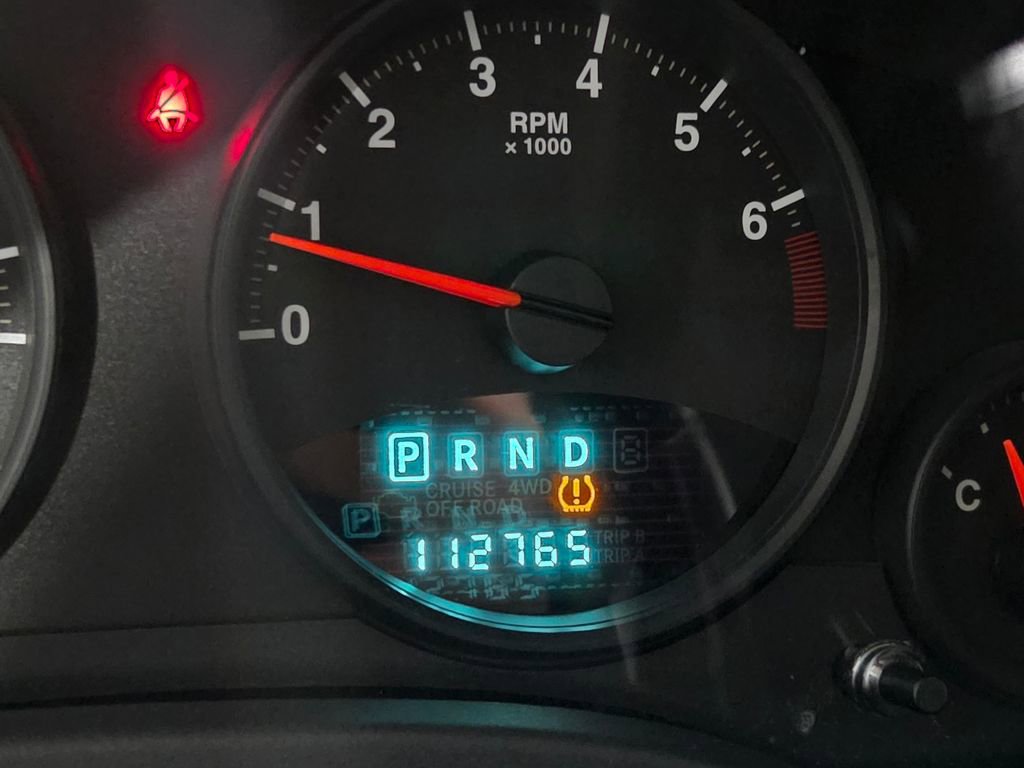 3 4
2 RPM 5
× 1000
1 6
0
P R N D
C
CRUISE 4WD
OFF ROAD
P
TRIP B
112765
TRIP A